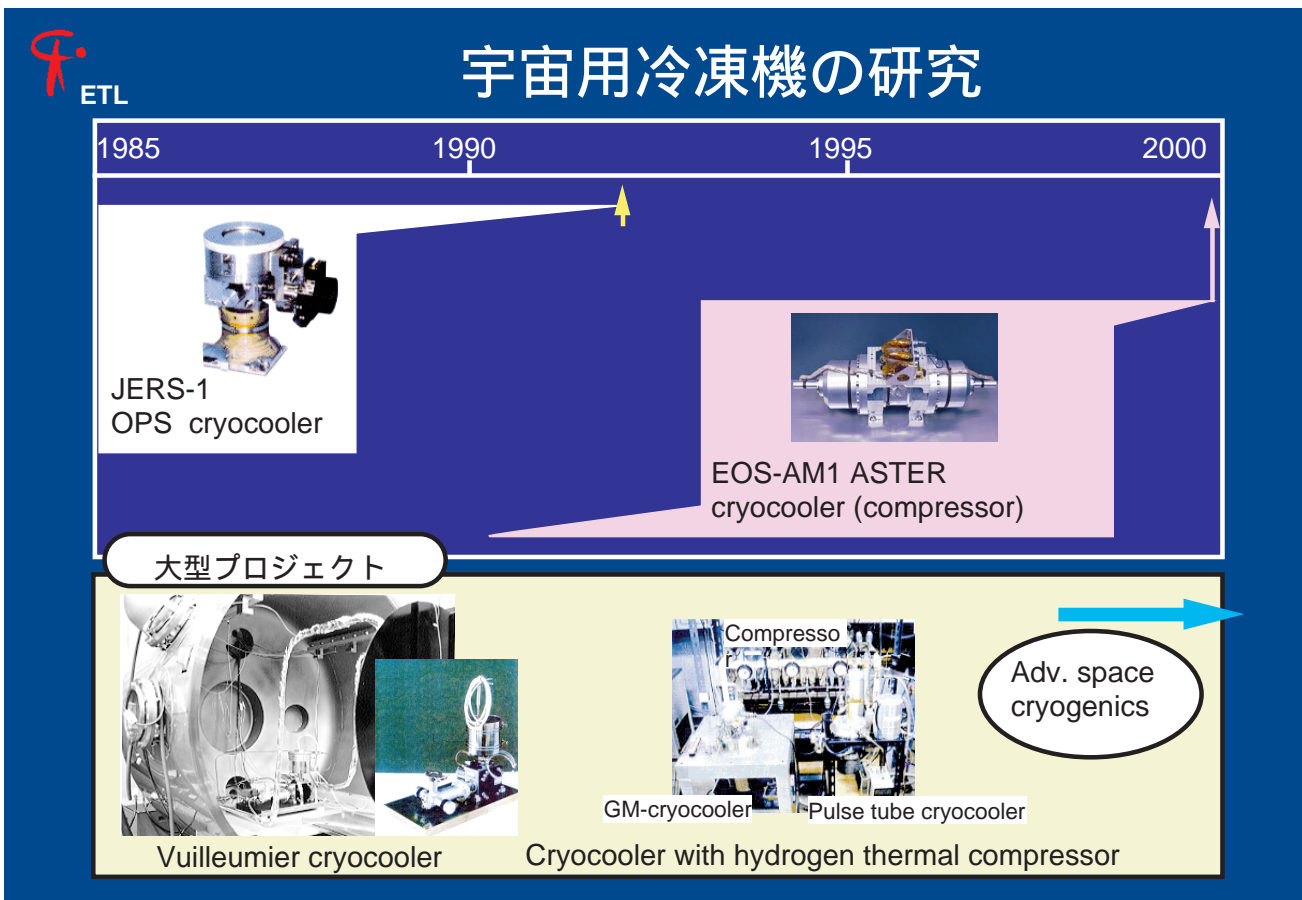 ETL
宇宙用冷凍機の研究
1985 1990 1995 2000
JERS-1
OPS cryocooler
EOS-AM1 ASTER
cryocooler (compressor)
大型プロジェクト
Compresso
r
Adv. space
cryogenics
GM-cryocooler
Pulse tube cryocooler
Vuilleumier cryocooler
Cryocooler with hydrogen thermal compressor